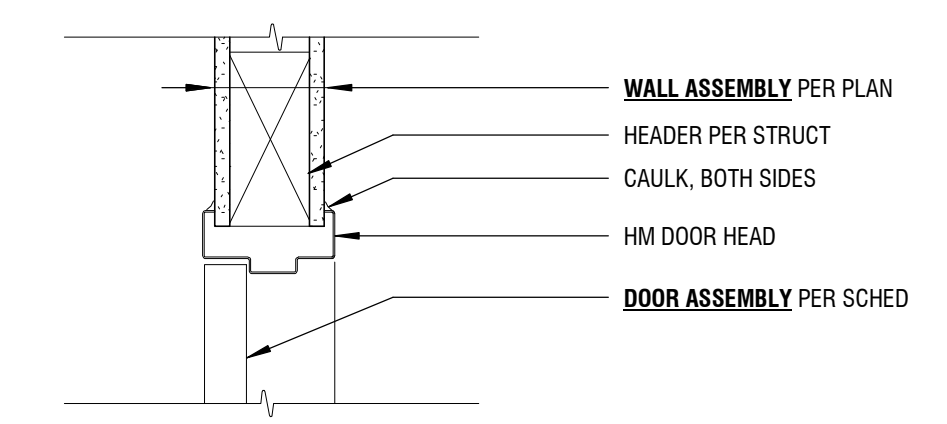 WALL ASSEMBLY PER PLAN
HEADER PER STRUCT
CAULK, BOTH SIDES
HM DOOR HEAD
DOOR ASSEMBLY PER SCHED